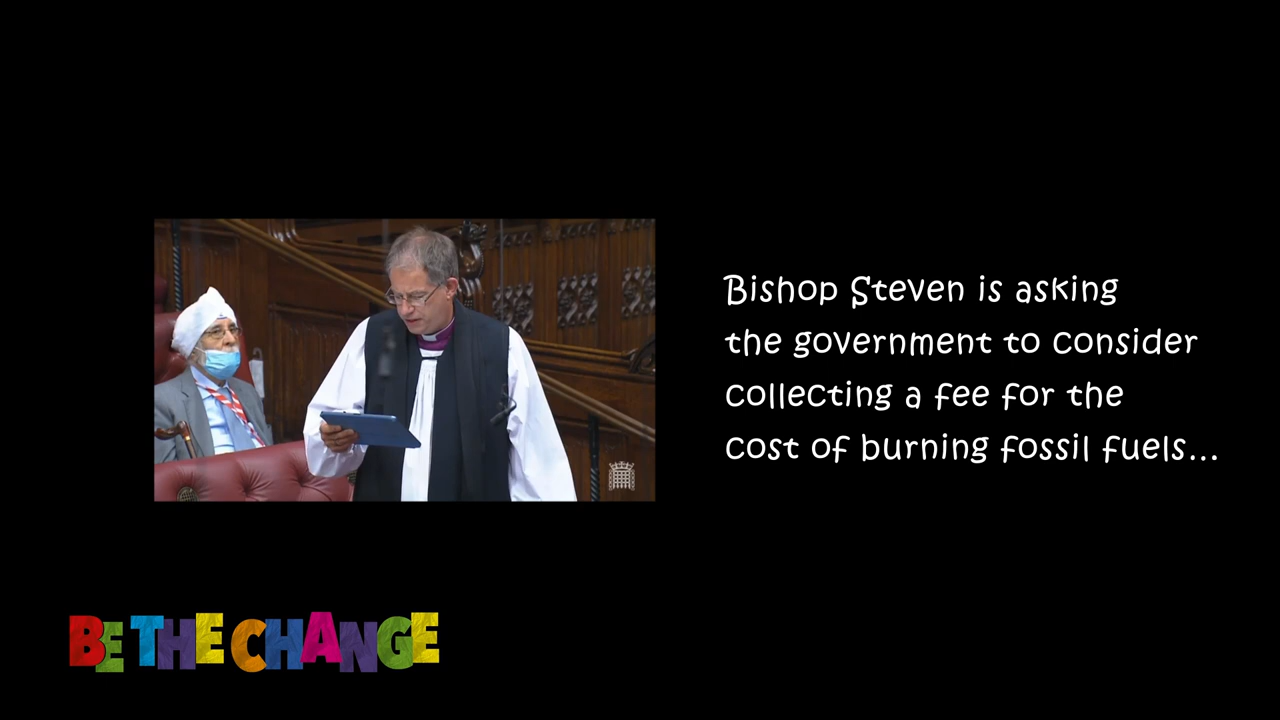 Bishop Steven is asking
the government to consider
collecting a fee for the
cost of burning fossil fuels...
BE THE CHANGE